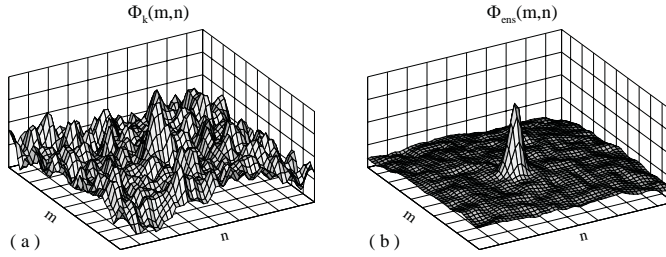 Φk(m,n)
Φens(m,n)
m
n
( a )
m
n
( b )